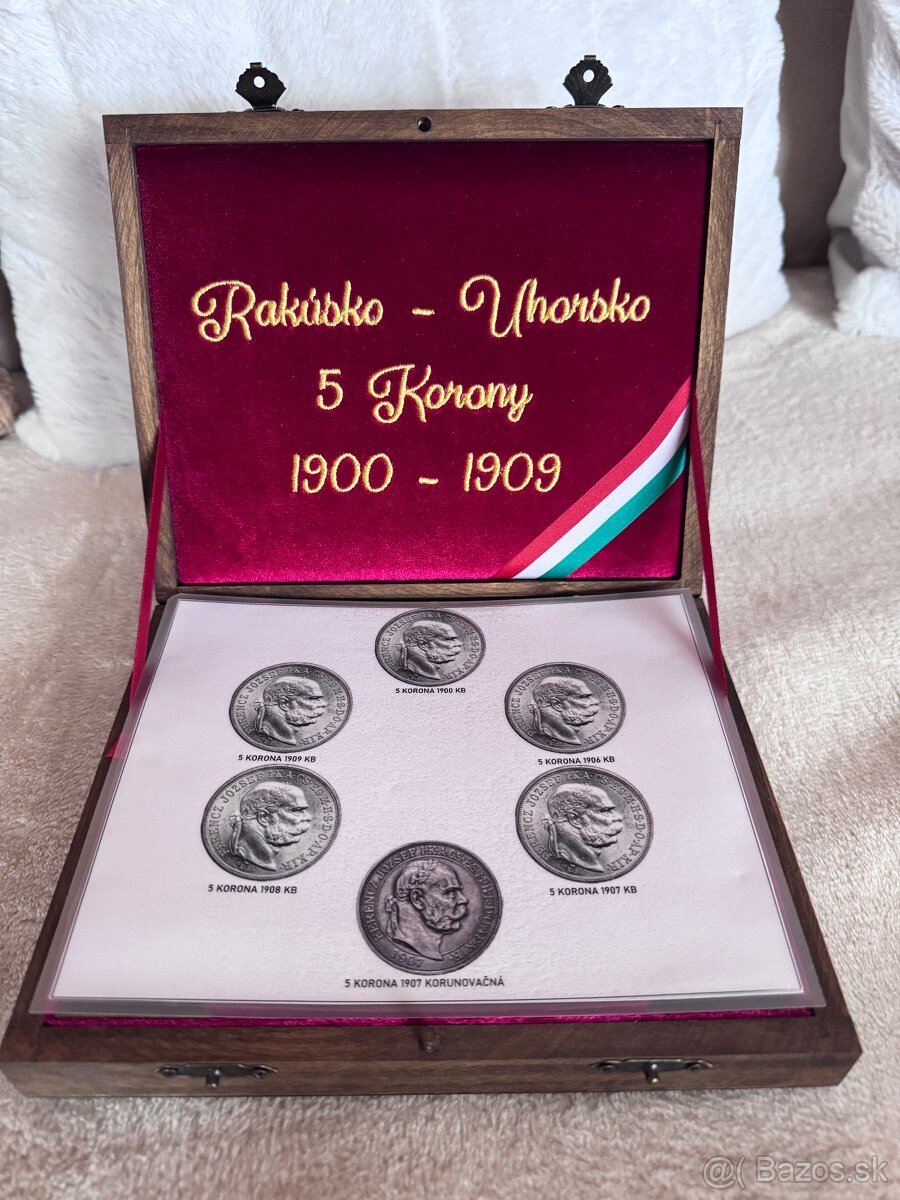 Rakúsko - Uhorsko
5 Korony
1900 - 1909
5 KORONA 1900 KB
5 KORONA 1909 KB
5 KORONA 1906 KB
5 KORONA 1908 KB
5 KORONA 1907 KB
1907
5 KORONA 1907 KORUNOVAČNÁ
@( Bazos.sk